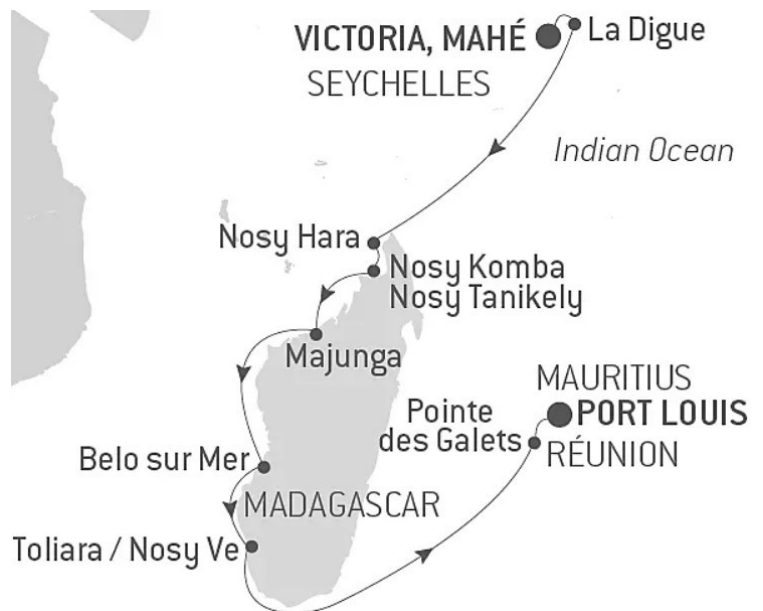 VICTORIA, MAHÉ
La Digue
SEYCHELLES
Indian Ocean
Nosy Hara
Nosy Komba
Nosy Tanikely
Majunga
MAURITIUS
Pointe
PORT LOUIS
des Galets
RÉUNION
Belo sur Mer
MADAGASCAR
Toliara / Nosy Ve